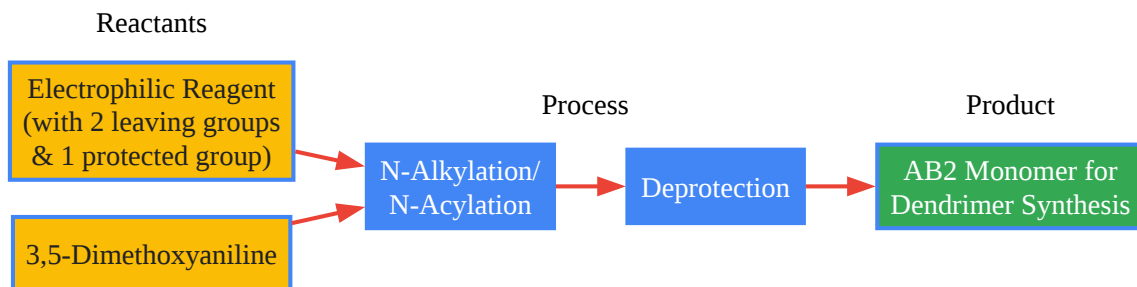 Reactants
Electrophilic Reagent
(with 2 leaving groups
& 1 protected group)
3,5-Dimethoxyaniline
Process
N-Alkylation/
N-Acylation
Deprotection
Product
AB2 Monomer for
Dendrimer Synthesis